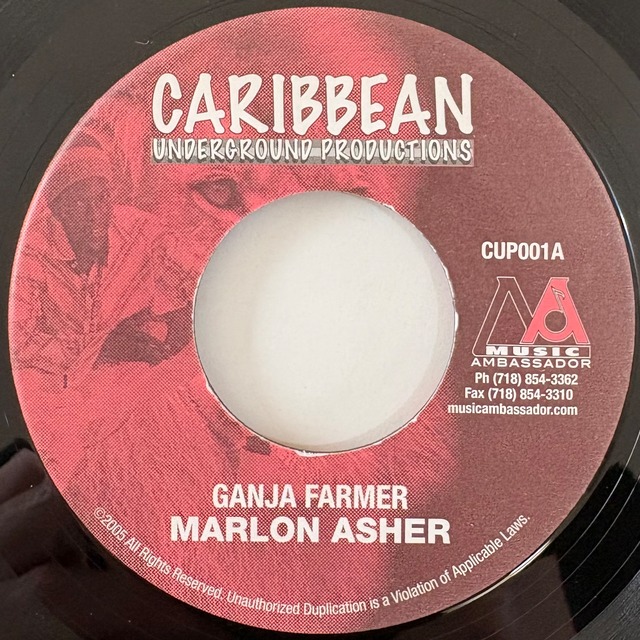 CARIBBEAN
UNDERGROUND PRODUCTIONS
CUP001A
MUSIC
AMBASSADOR
Ph (718) 854-3362
Fax (718) 854-3310
musicambassador.com
GANJA FARMER
MARLON ASHER
©2005 All Rights Reserved. Unauthorized Duplication is a Violation of Applicable Laws.